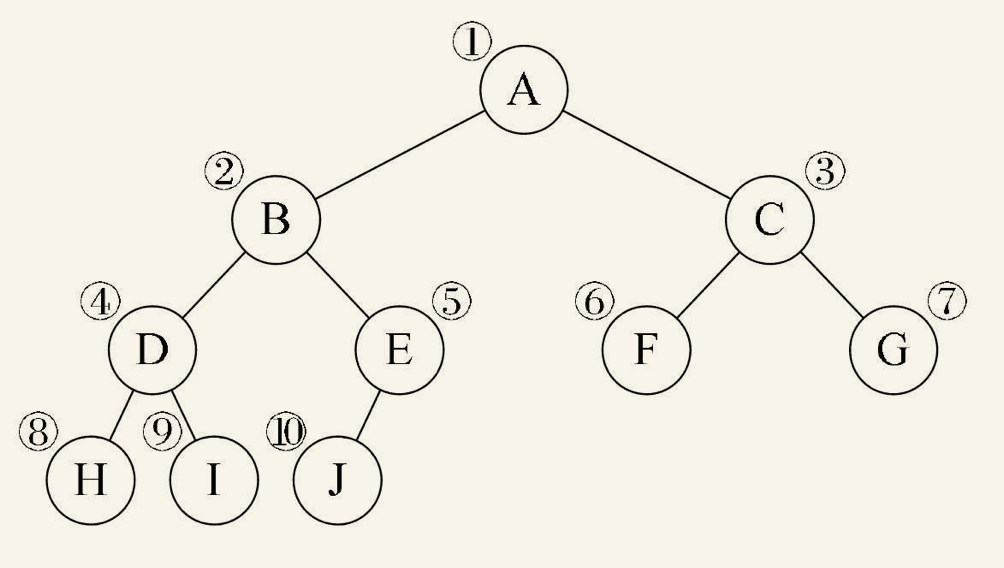 ① A
② B
C ③
④ D
E ⑤
⑥ F
G ⑦
⑧ H
⑨ I
⑩ J